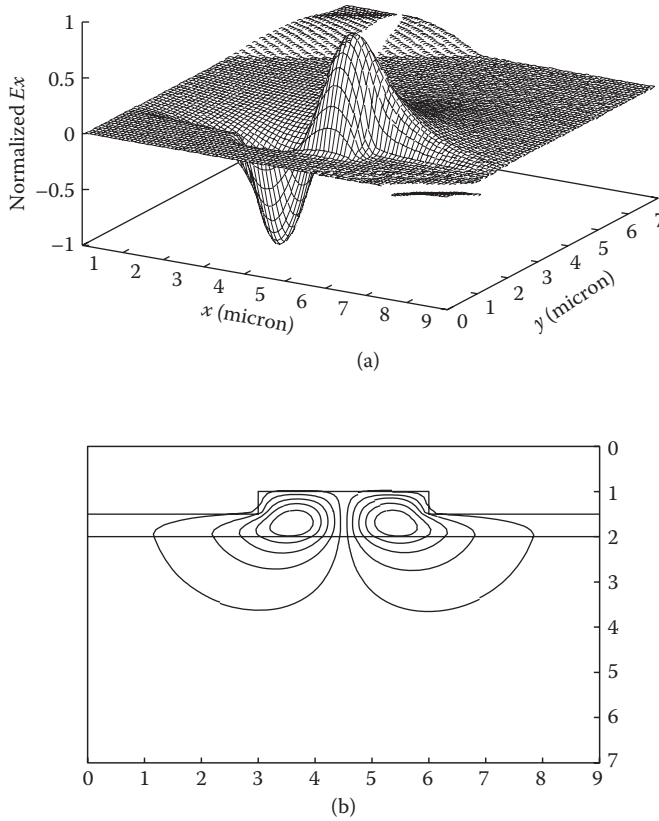 1
0.5
0
−0.5
−1
Normalized Ex
1 2 3 4 5 6 7 8 9
x (micron)
0 1 2 3 4 5 6 7
y (micron)
(a)
0
1
2
3
4
5
6
7
0 1 2 3 4 5 6 7 8 9
(b)